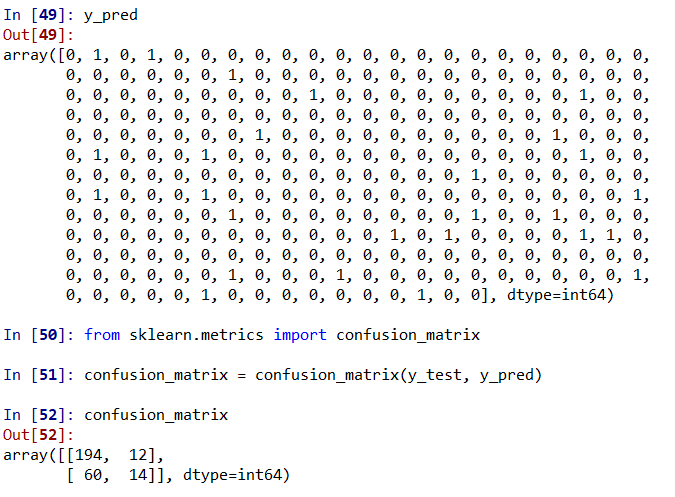 In [49]: y_pred
Out[49]:
array([0, 1, 0, 1, 0, 0, 0, 0, 0, 0, 0, 0, 0, 0, 0, 0, 0, 0, 0, 0, 0, 0,
0, 0, 0, 0, 0, 0, 1, 0, 0, 0, 0, 0, 0, 0, 0, 0, 0, 0, 0, 0, 0, 0,
0, 0, 0, 0, 0, 0, 0, 0, 0, 1, 0, 0, 0, 0, 0, 0, 0, 0, 0, 1, 0, 0,
0, 0, 0, 0, 0, 0, 0, 0, 0, 0, 0, 0, 0, 0, 0, 0, 0, 0, 0, 0, 0, 0,
0, 0, 0, 0, 0, 0, 0, 1, 0, 0, 0, 0, 0, 0, 0, 0, 0, 0, 1, 0, 0, 0,
0, 1, 0, 0, 0, 1, 0, 0, 0, 0, 0, 0, 0, 0, 0, 0, 0, 0, 0, 1, 0, 0,
0, 0, 0, 0, 0, 0, 0, 0, 0, 0, 0, 0, 0, 0, 0, 1, 0, 0, 0, 0, 0, 0,
0, 1, 0, 0, 0, 1, 0, 0, 0, 0, 0, 0, 0, 0, 0, 0, 0, 0, 0, 0, 0, 1,
0, 0, 0, 0, 0, 0, 1, 0, 0, 0, 0, 0, 0, 0, 0, 1, 0, 0, 1, 0, 0, 0,
0, 0, 0, 0, 0, 0, 0, 0, 0, 0, 0, 0, 1, 0, 1, 0, 0, 0, 0, 1, 1, 0,
0, 0, 0, 0, 0, 0, 0, 0, 0, 0, 0, 0, 0, 0, 0, 0, 0, 0, 0, 0, 0, 0,
0, 0, 0, 0, 0, 0, 1, 0, 0, 0, 1, 0, 0, 0, 0, 0, 0, 0, 0, 0, 0, 1,
0, 0, 0, 0, 0, 1, 0, 0, 0, 0, 0, 0, 0, 1, 0, 0], dtype=int64)
In [50]: from sklearn.metrics import confusion_matrix
In [51]: confusion_matrix = confusion_matrix(y_test, y_pred)
In [52]: confusion_matrix
Out[52]:
array([[194, 12],
[ 60, 14]], dtype=int64)